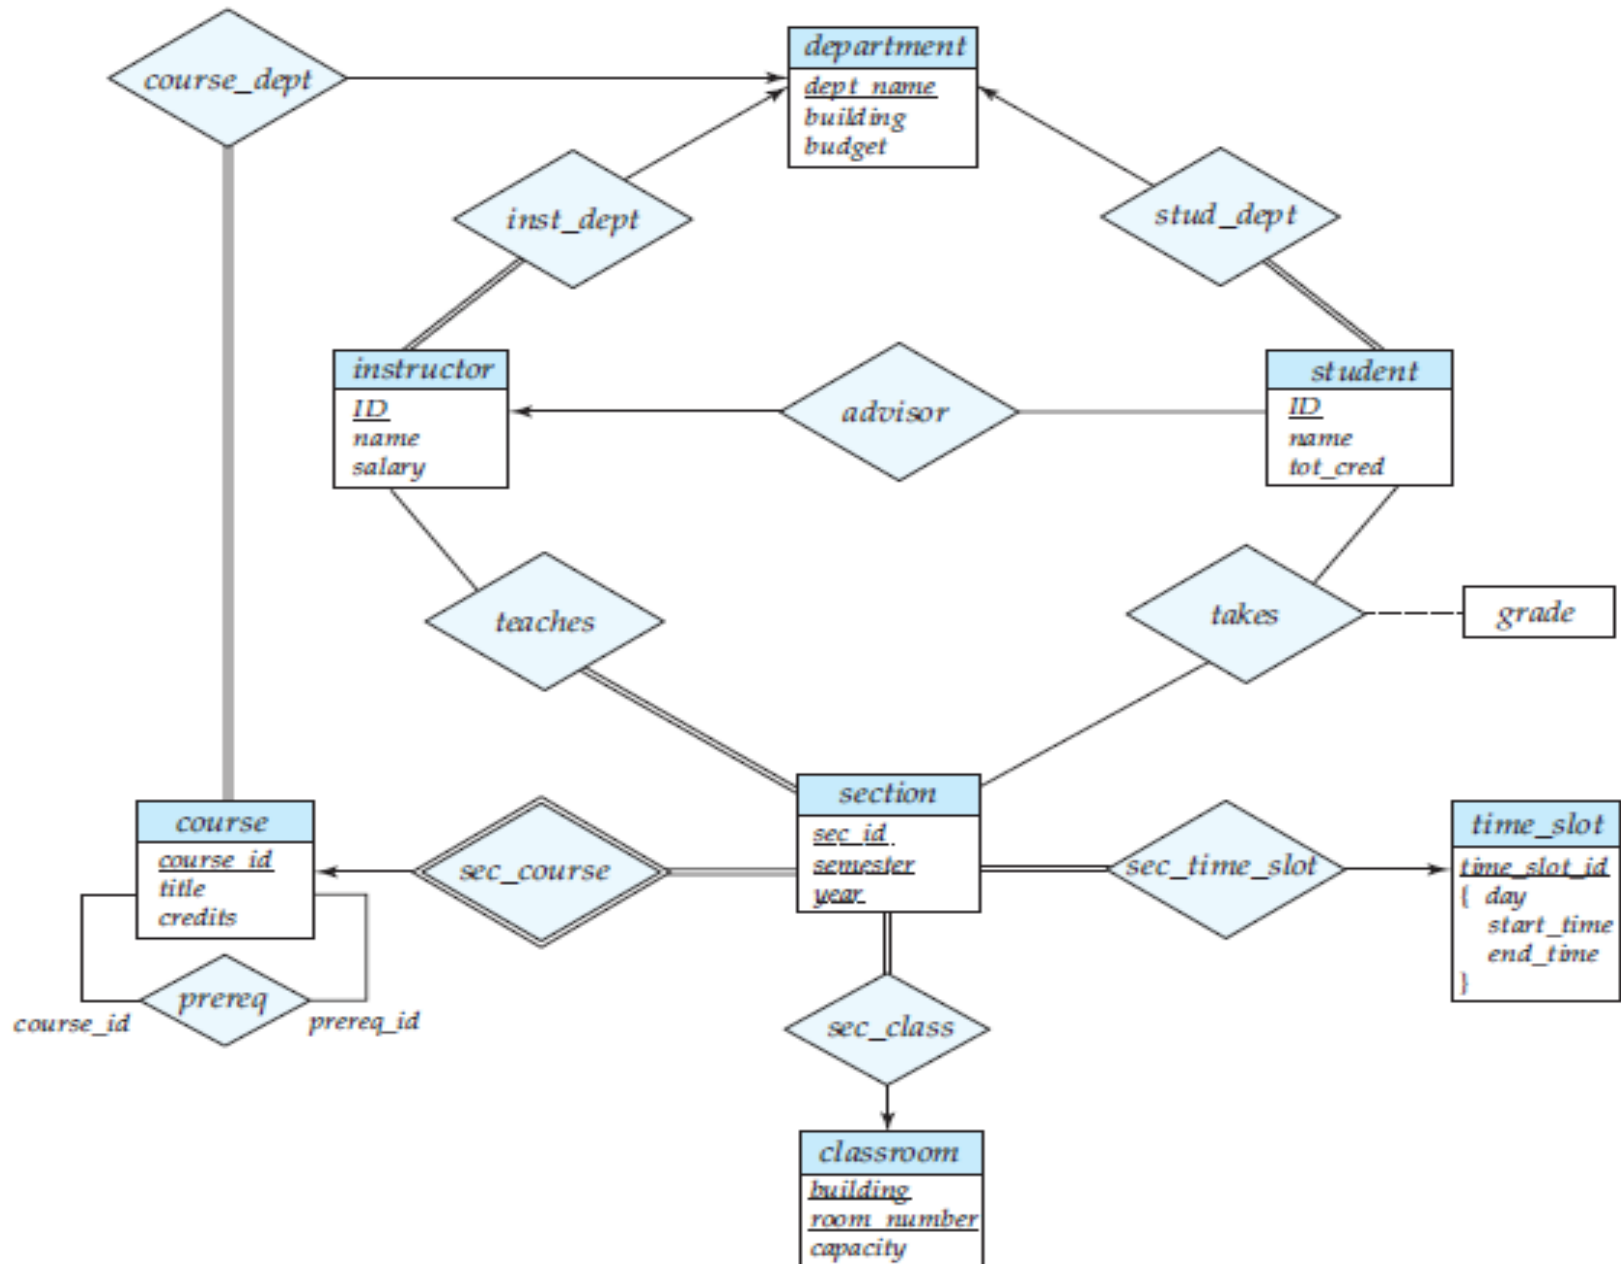 course_dept
department
dept_name
building
budget
inst_dept
stud_dept
instructor
ID
name
salary
advisor
student
ID
name
tot_cred
teaches
takes
grade
course
course_id
title
credits
sec_course
section
sec_id
semester
year
sec_time_slot
time_slot
time_slot_id
{ day
start_time
end_time
}
prereq
course_id
prereq_id
sec_class
classroom
building
room_number
capacity